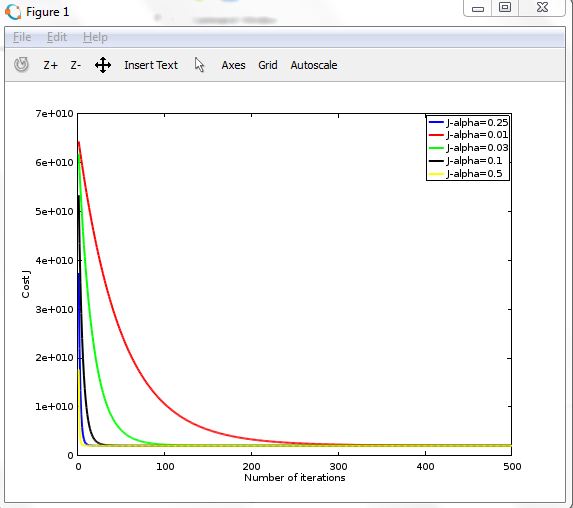 Figure 1
File Edit Help
Z+ Z- Insert Text Axes Grid Autoscale
7e+010
6e+010
5e+010
4e+010
3e+010
2e+010
1e+010
0
Cost J
J-alpha=0.25
J-alpha=0.01
J-alpha=0.03
J-alpha=0.1
J-alpha=0.5
0 100 200 300 400 500
Number of iterations